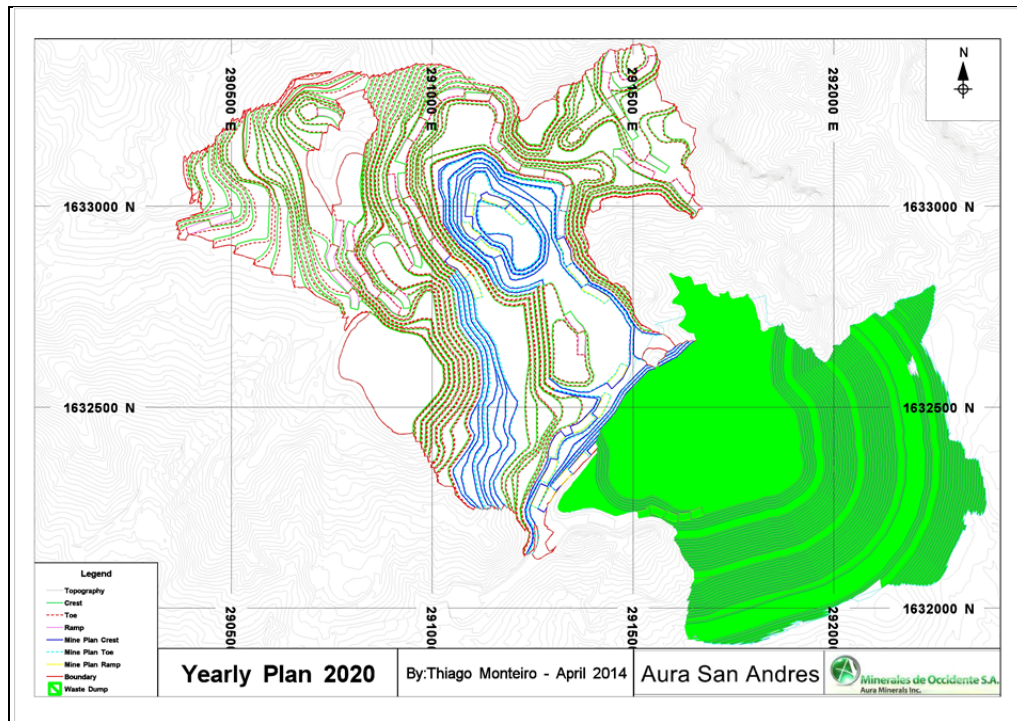 290500 E
291000 E
291500 E
292000 E
N
1633000 N
1633000 N
1632500 N
1632500 N
1632000 N
290500
291000
291500
292000
Legend
Topography
Crest
Toe
Ramp
Mine Plan Crest
Mine Plan Toe
Mine Plan Ramp
Boundary
Waste Dump
Yearly Plan 2020
By:Thiago Monteiro - April 2014
Aura San Andres
Minerales de Occidente S.A.
Aura Minerals Inc.